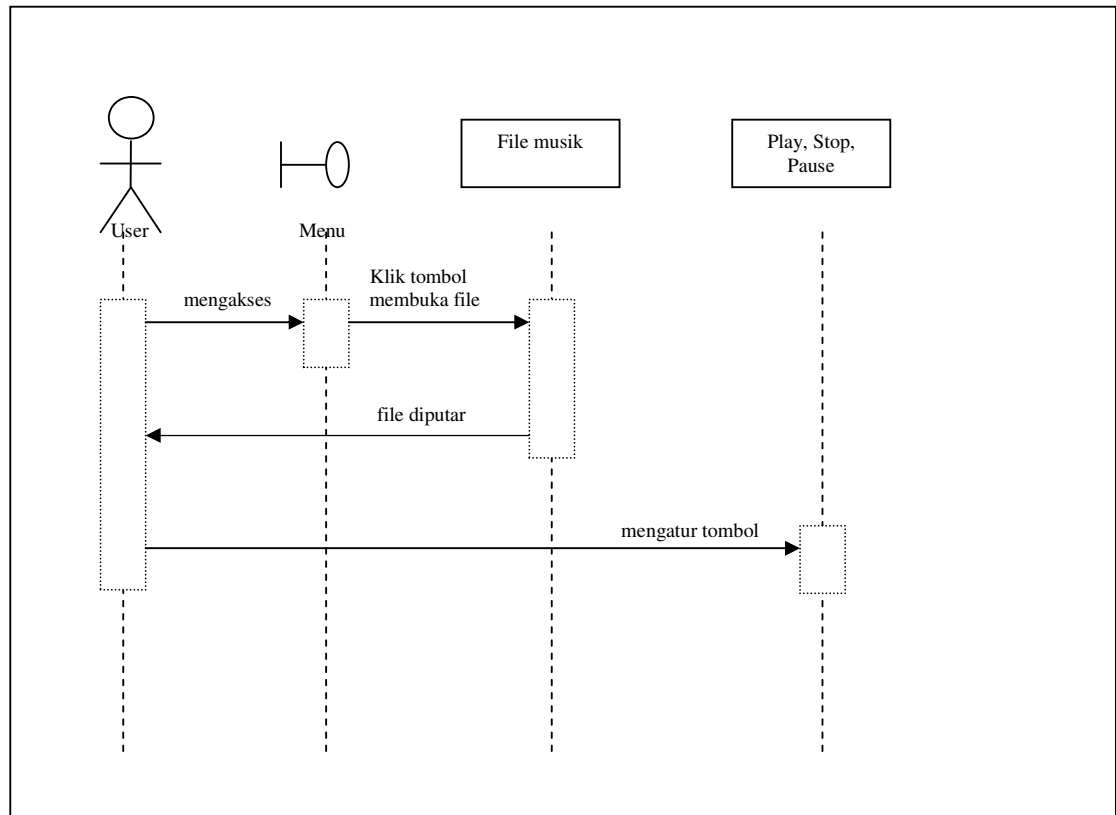 File musik
Play, Stop,
Pause
User
Menu
Klik tombol
membuka file
mengakses
file diputar
mengatur tombol